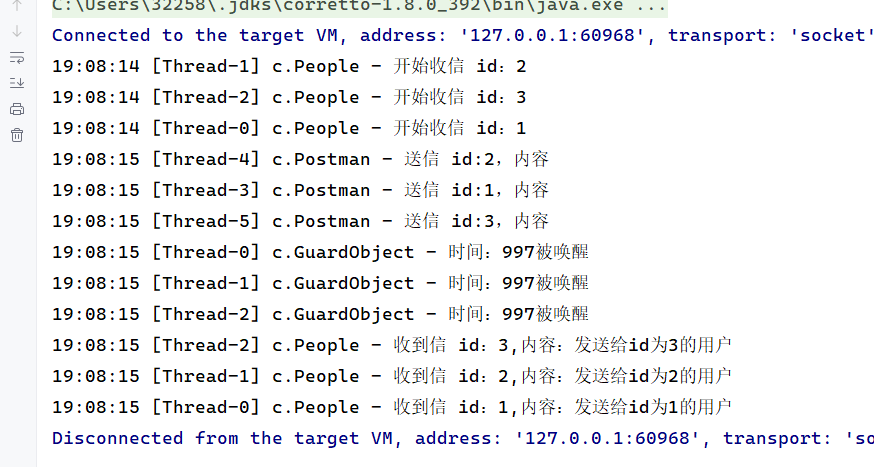 C:\Users\32258\.jdks\corretto-1.8.0_392\bin\java.exe ...
Connected to the target VM, address: '127.0.0.1:60968', transport: 'socket'
19:08:14 [Thread-1] c.People - 开始收信 id：2
19:08:14 [Thread-2] c.People - 开始收信 id：3
19:08:14 [Thread-0] c.People - 开始收信 id：1
19:08:15 [Thread-4] c.Postman - 送信 id:2，内容
19:08:15 [Thread-3] c.Postman - 送信 id:1，内容
19:08:15 [Thread-5] c.Postman - 送信 id:3，内容
19:08:15 [Thread-0] c.GuardObject - 时间：997被唤醒
19:08:15 [Thread-1] c.GuardObject - 时间：997被唤醒
19:08:15 [Thread-2] c.GuardObject - 时间：997被唤醒
19:08:15 [Thread-2] c.People - 收到信 id：3,内容：发送给id为3的用户
19:08:15 [Thread-1] c.People - 收到信 id：2,内容：发送给id为2的用户
19:08:15 [Thread-0] c.People - 收到信 id：1,内容：发送给id为1的用户
Disconnected from the target VM, address: '127.0.0.1:60968', transport: 'so